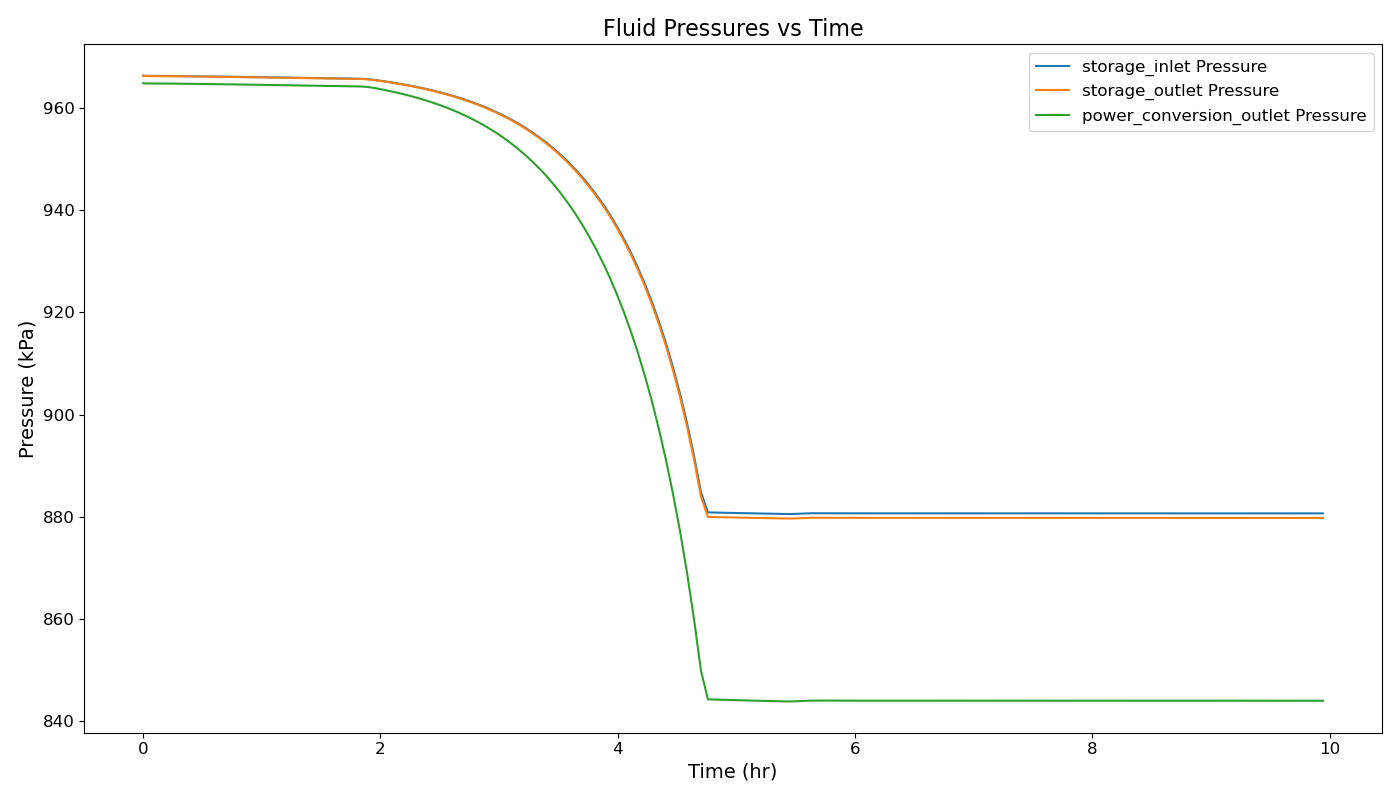 Fluid Pressures vs Time
storage_inlet Pressure
storage_outlet Pressure
power_conversion_outlet Pressure
Pressure (kPa)
960
940
920
900
880
860
840
0 2 4 6 8 10
Time (hr)